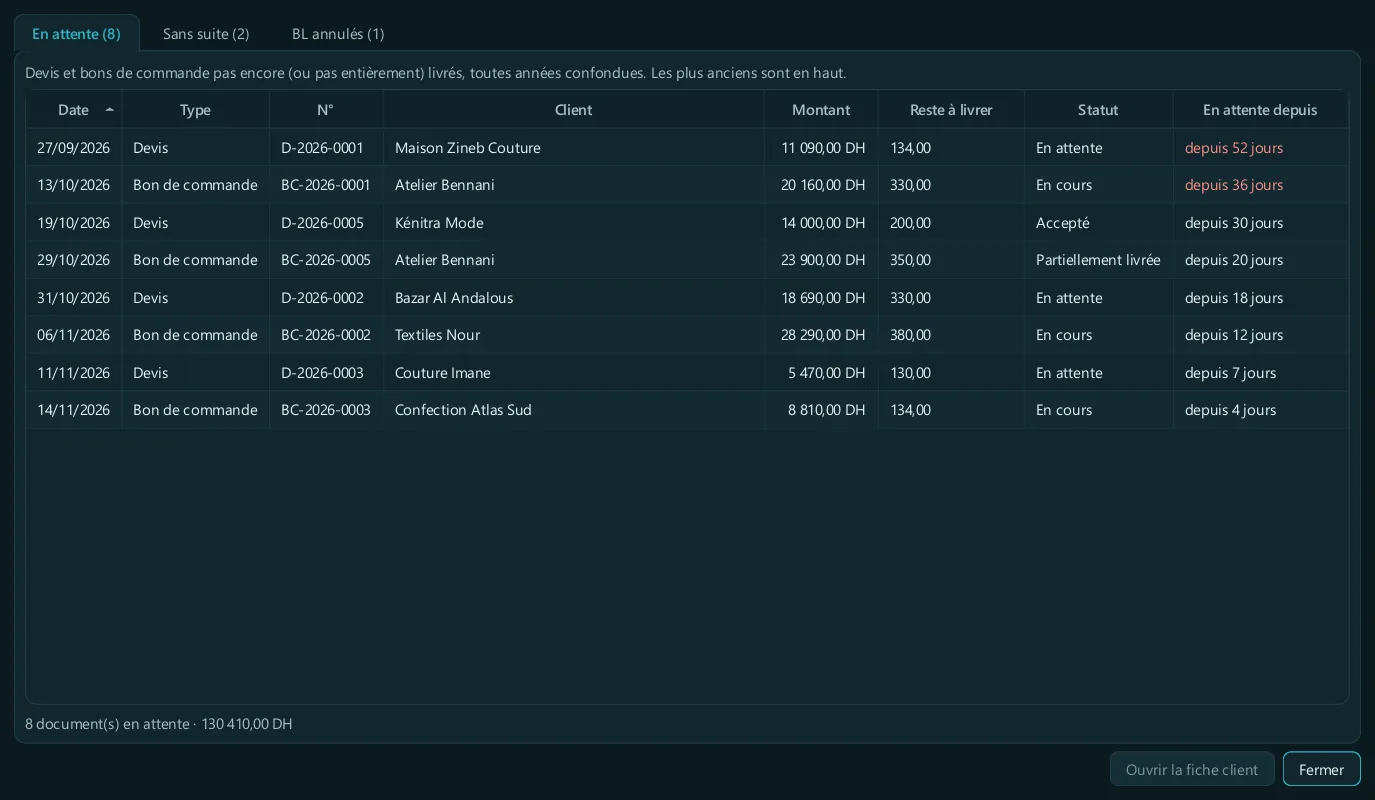 En attente (8) Sans suite (2) BL annulés (1)
Devis et bons de commande pas encore (ou pas entièrement) livrés, toutes années confondues. Les plus anciens sont en haut.
Date Type N° Client Montant Reste à livrer Statut En attente depuis
27/09/2026 Devis D-2026-0001 Maison Zineb Couture 11 090,00 DH 134,00 En attente depuis 52 jours
13/10/2026 Bon de commande BC-2026-0001 Atelier Bennani 20 160,00 DH 330,00 En cours depuis 36 jours
19/10/2026 Devis D-2026-0005 Kénitra Mode 14 000,00 DH 200,00 Accepté depuis 30 jours
29/10/2026 Bon de commande BC-2026-0005 Atelier Bennani 23 900,00 DH 350,00 Partiellement livrée depuis 20 jours
31/10/2026 Devis D-2026-0002 Bazar Al Andalous 18 690,00 DH 330,00 En attente depuis 18 jours
06/11/2026 Bon de commande BC-2026-0002 Textiles Nour 28 290,00 DH 380,00 En cours depuis 12 jours
11/11/2026 Devis D-2026-0003 Couture Imane 5 470,00 DH 130,00 En attente depuis 7 jours
14/11/2026 Bon de commande BC-2026-0003 Confection Atlas Sud 8 810,00 DH 134,00 En cours depuis 4 jours
8 document(s) en attente · 130 410,00 DH
Ouvrir la fiche client Fermer